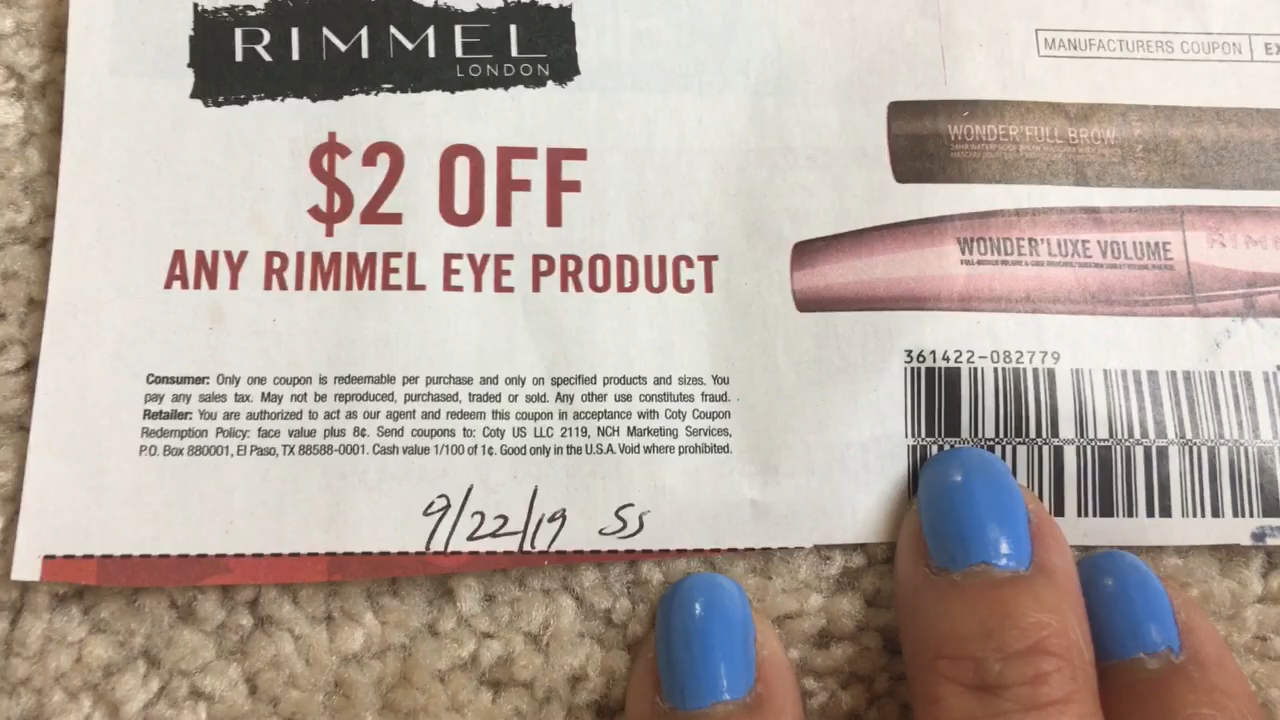 RIMMEL
LONDON
MANUFACTURERS COUPON EX
$2 OFF
ANY RIMMEL EYE PRODUCT
WONDER'FULL BROW
WONDER'LUXE VOLUME
RIMM
361422-082779
Consumer: Only one coupon is redeemable per purchase and only on specified products and sizes. You
pay any sales tax. May not be reproduced, purchased, traded or sold. Any other use constitutes fraud.
Retailer: You are authorized to act as our agent and redeem this coupon in acceptance with Coty Coupon
Redemption Policy: face value plus 8¢. Send coupons to: Coty US LLC 2119, NCH Marketing Services,
P.O. Box 880001, El Paso, TX 88588-0001. Cash value 1/100 of 1¢. Good only in the U.S.A. Void where prohibited.
9/22/19 SS